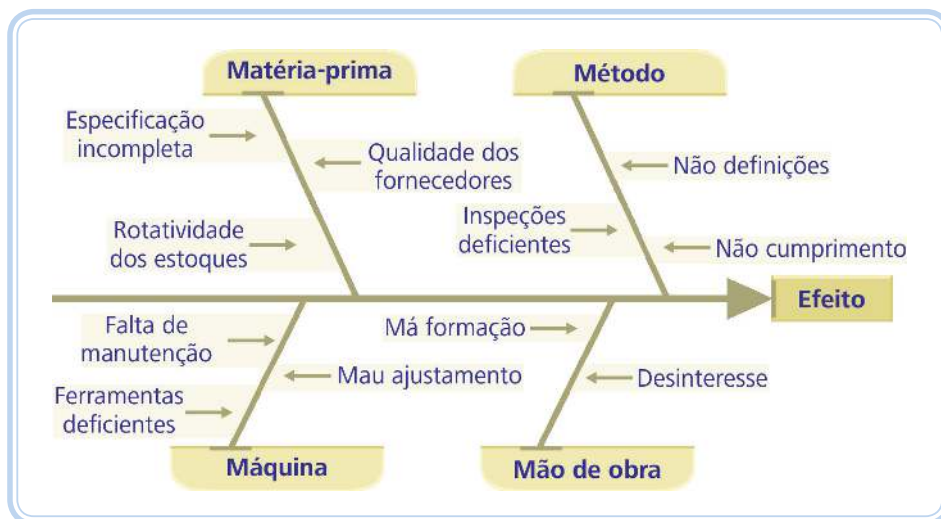 Matéria-prima
Método
Especificação
incompleta
Qualidade dos
fornecedores
Não definições
Inspeções
deficientes
Rotatividade
dos estoques
Não cumprimento
Efeito
Falta de
manutenção
Má formação
Mau ajustamento
Desinteresse
Ferramentas
deficientes
Máquina
Mão de obra